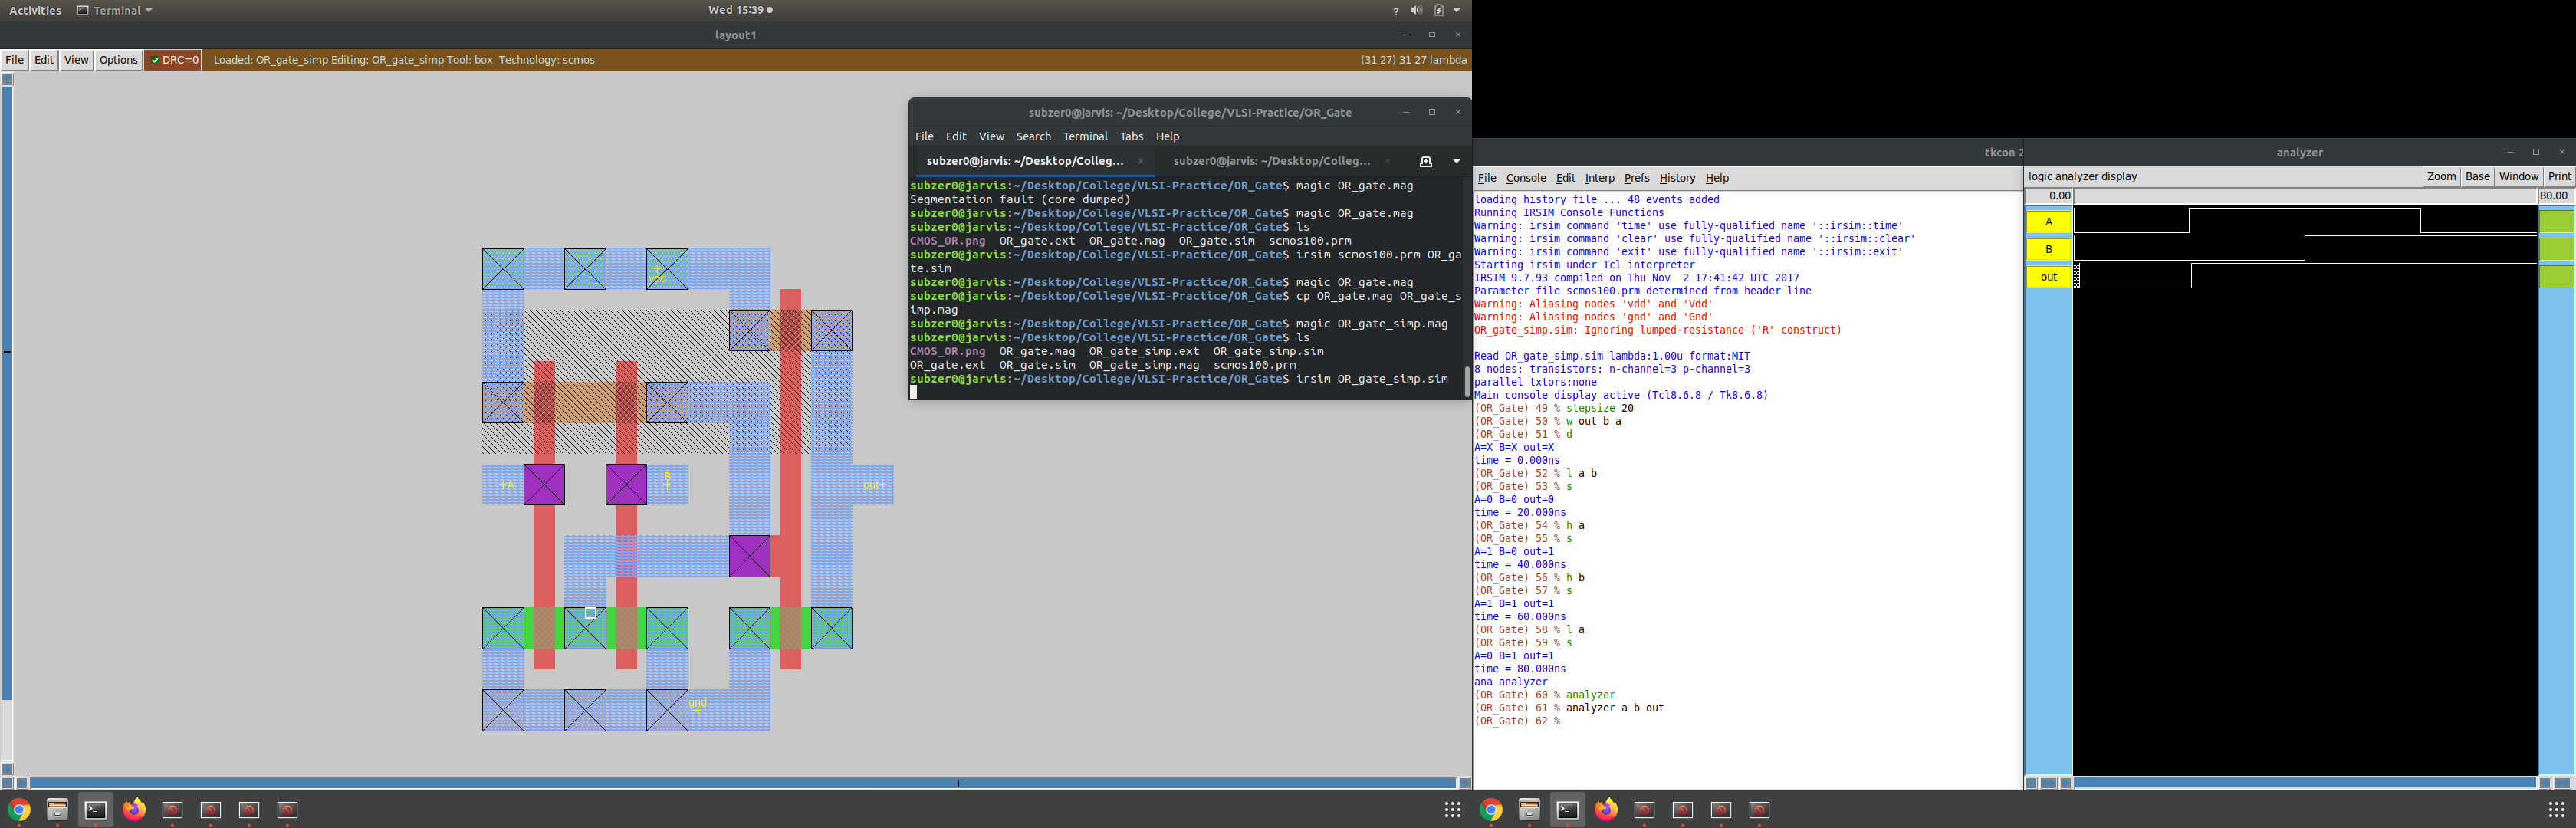 Activities Terminal Wed 15:39 ?
layout1
File Edit View Options DRC=0 Loaded: OR_gate_simp Editing: OR_gate_simp Tool: box Technology: scmos (31 27) 31 27 lambda
vdd
+A
B
out+
gnd
subzer0@jarvis: ~/Desktop/College/VLSI-Practice/OR_Gate
File Edit View Search Terminal Tabs Help
subzer0@jarvis: ~/Desktop/Colleg... × subzer0@jarvis: ~/Desktop/Colleg... ×
subzer0@jarvis:~/Desktop/College/VLSI-Practice/OR_Gate$ magic OR_gate.mag
Segmentation fault (core dumped)
subzer0@jarvis:~/Desktop/College/VLSI-Practice/OR_Gate$ magic OR_gate.mag
subzer0@jarvis:~/Desktop/College/VLSI-Practice/OR_Gate$ ls
CMOS_OR.png OR_gate.ext OR_gate.mag OR_gate.sim scmos100.prm
subzer0@jarvis:~/Desktop/College/VLSI-Practice/OR_Gate$ irsim scmos100.prm OR_ga
te.sim
subzer0@jarvis:~/Desktop/College/VLSI-Practice/OR_Gate$ magic OR_gate.mag
subzer0@jarvis:~/Desktop/College/VLSI-Practice/OR_Gate$ cp OR_gate.mag OR_gate_s
imp.mag
subzer0@jarvis:~/Desktop/College/VLSI-Practice/OR_Gate$ magic OR_gate_simp.mag
subzer0@jarvis:~/Desktop/College/VLSI-Practice/OR_Gate$ ls
CMOS_OR.png OR_gate.mag OR_gate_simp.ext OR_gate_simp.sim
OR_gate.ext OR_gate.sim OR_gate_simp.mag scmos100.prm
subzer0@jarvis:~/Desktop/College/VLSI-Practice/OR_Gate$ irsim OR_gate_simp.sim
tkcon 2
File Console Edit Interp Prefs History Help
loading history file ... 48 events added
Running IRSIM Console Functions
Warning: irsim command 'time' use fully-qualified name '::irsim::time'
Warning: irsim command 'clear' use fully-qualified name '::irsim::clear'
Warning: irsim command 'exit' use fully-qualified name '::irsim::exit'
Starting irsim under Tcl interpreter
IRSIM 9.7.93 compiled on Thu Nov 2 17:41:42 UTC 2017
Parameter file scmos100.prm determined from header line
Warning: Aliasing nodes 'vdd' and 'Vdd'
Warning: Aliasing nodes 'gnd' and 'Gnd'
OR_gate_simp.sim: Ignoring lumped-resistance ('R' construct)
Read OR_gate_simp.sim lambda:1.00u format:MIT
8 nodes; transistors: n-channel=3 p-channel=3
parallel txtors:none
Main console display active (Tcl8.6.8 / Tk8.6.8)
(OR_Gate) 49 % stepsize 20
(OR_Gate) 50 % w out b a
(OR_Gate) 51 % d
A=X B=X out=X
time = 0.000ns
(OR_Gate) 52 % l a b
(OR_Gate) 53 % s
A=0 B=0 out=0
time = 20.000ns
(OR_Gate) 54 % h a
(OR_Gate) 55 % s
A=1 B=0 out=1
time = 40.000ns
(OR_Gate) 56 % h b
(OR_Gate) 57 % s
A=1 B=1 out=1
time = 60.000ns
(OR_Gate) 58 % l a
(OR_Gate) 59 % s
A=0 B=1 out=1
time = 80.000ns
ana analyzer
(OR_Gate) 60 % analyzer
(OR_Gate) 61 % analyzer a b out
(OR_Gate) 62 %
analyzer
logic analyzer display Zoom Base Window Print
0.00 80.00
A
B
out